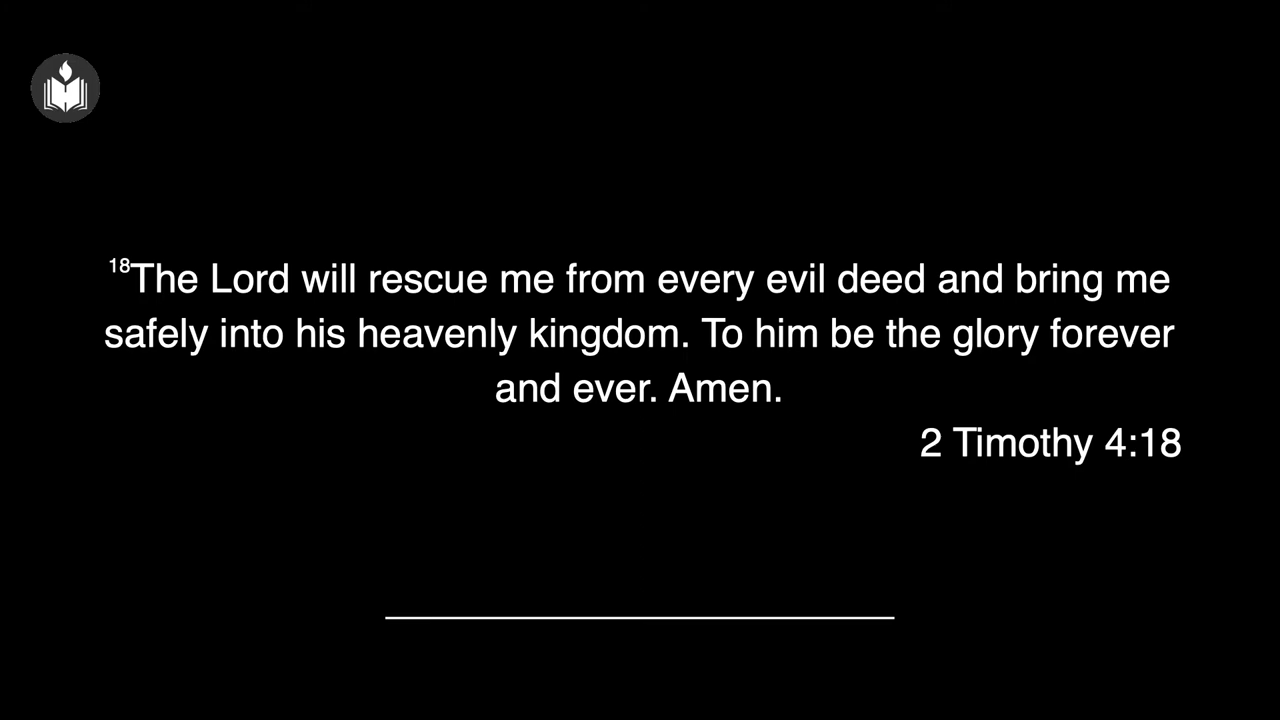 18The Lord will rescue me from every evil deed and bring me
safely into his heavenly kingdom. To him be the glory forever
and ever. Amen.
2 Timothy 4:18